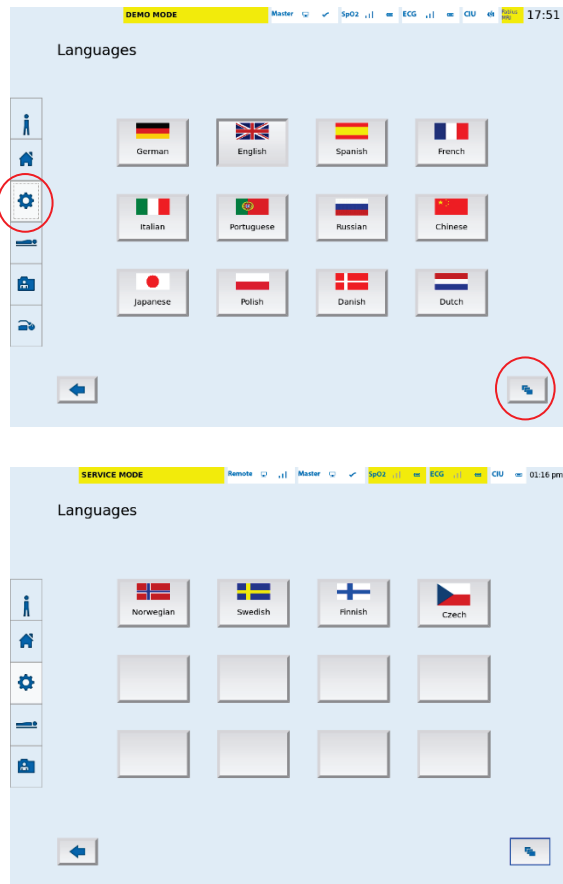 DEMO MODE Master SpO2 ECG CIU 17:51
Languages
German English Spanish French
Italian Portuguese Russian Chinese
Japanese Polish Danish Dutch
SERVICE MODE Remote Master SpO2 ECG CIU 01:16 pm
Languages
Norwegian Swedish Finnish Czech